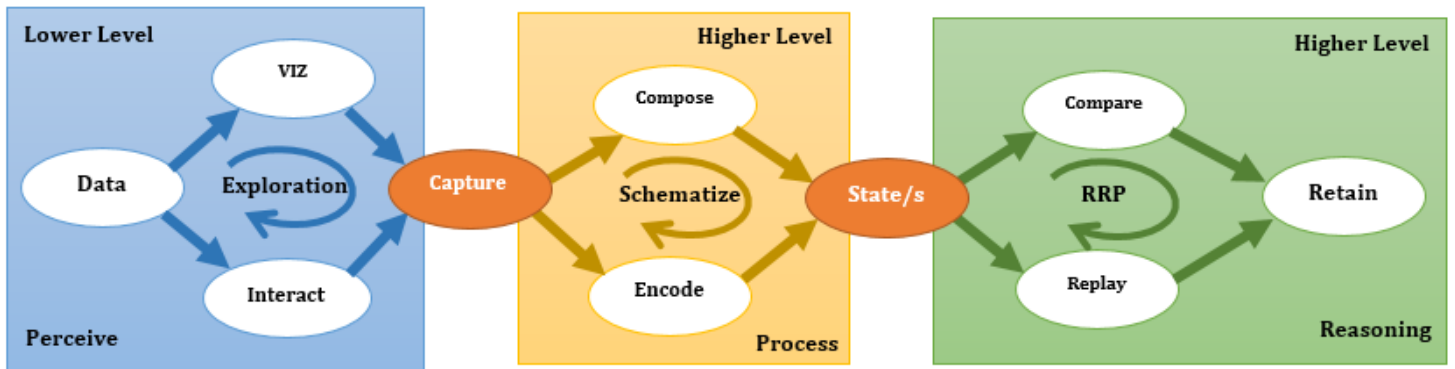 Lower Level
VIZ
Data
Exploration
Interact
Perceive
Capture
Higher Level
Compose
Schematize
Encode
Process
State/s
Higher Level
Compare
RRP
Retain
Replay
Reasoning